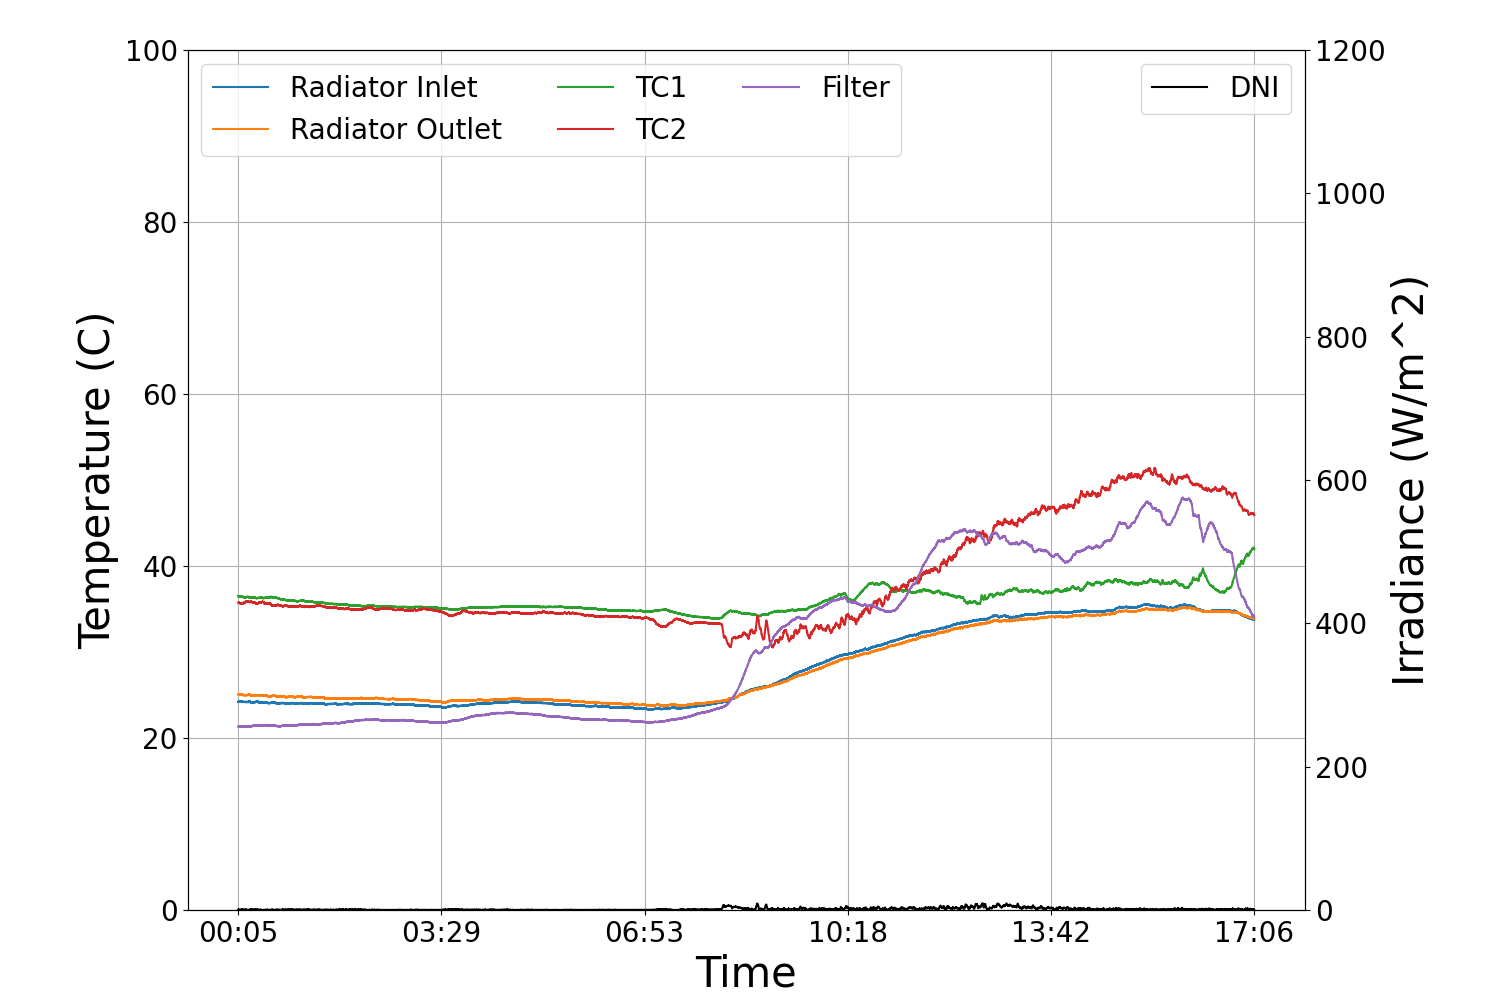 Radiator Inlet
Radiator Outlet
TC1
TC2
Filter
DNI
Temperature (C)
100
80
60
40
20
0
1200
1000
800
600
400
200
0
Irradiance (W/m^2)
00:05 03:29 06:53 10:18 13:42 17:06
Time